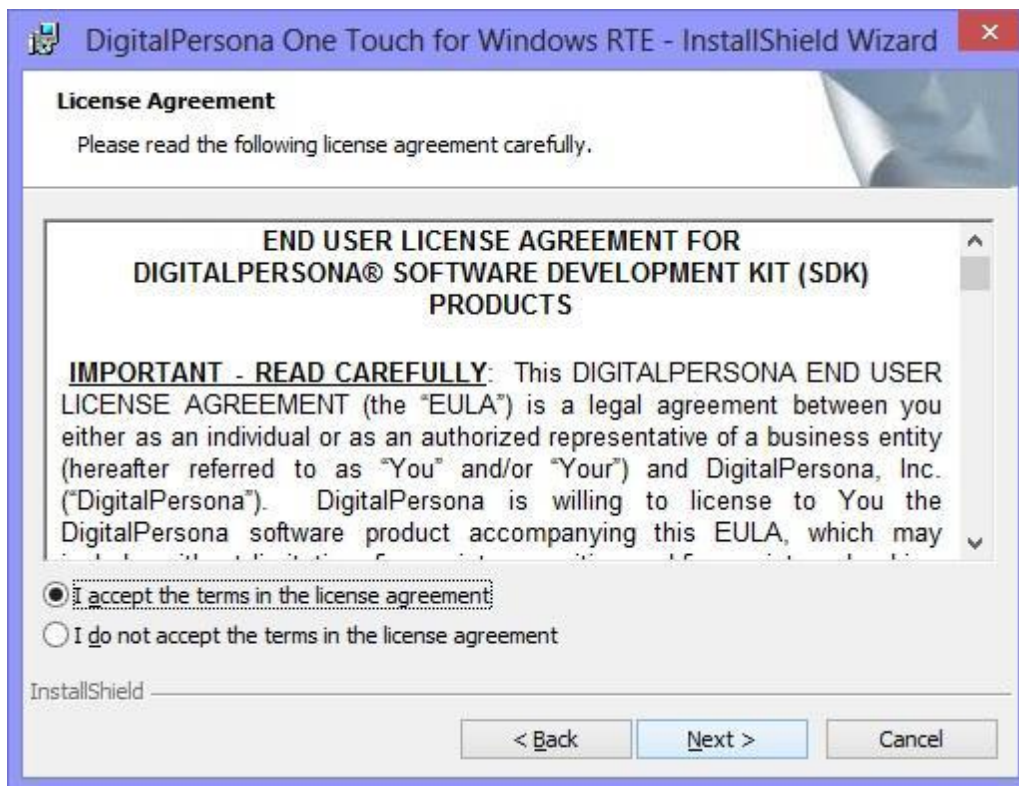 DigitalPersona One Touch for Windows RTE - InstallShield Wizard
License Agreement
Please read the following license agreement carefully.
END USER LICENSE AGREEMENT FOR
DIGITALPERSONA® SOFTWARE DEVELOPMENT KIT (SDK)
PRODUCTS
IMPORTANT - READ CAREFULLY: This DIGITALPERSONA END USER
LICENSE AGREEMENT (the “EULA”) is a legal agreement between you
either as an individual or as an authorized representative of a business entity
(hereafter referred to as “You” and/or “Your”) and DigitalPersona, Inc.
(“DigitalPersona”). DigitalPersona is willing to license to You the
DigitalPersona software product accompanying this EULA, which may
I accept the terms in the license agreement
I do not accept the terms in the license agreement
InstallShield
< Back
Next >
Cancel